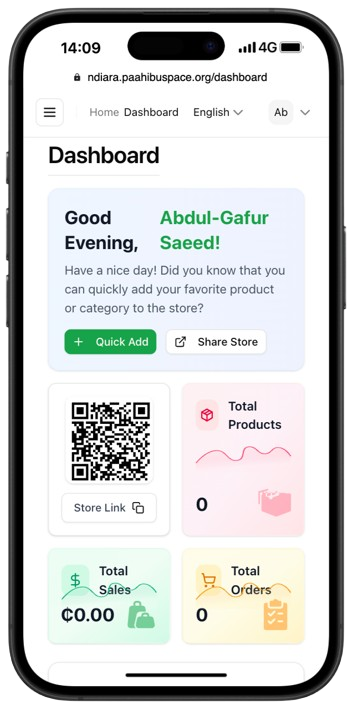 14:09 4G
ndiara.paahibuspace.org/dashboard
Home Dashboard English Ab
Dashboard
Good Abdul-Gafur
Evening, Saeed!
Have a nice day! Did you know that you
can quickly add your favorite product
or category to the store?
Quick Add Share Store
Total
Products
Store Link
0
Total
Sales
₵0.00
Total
Orders
0